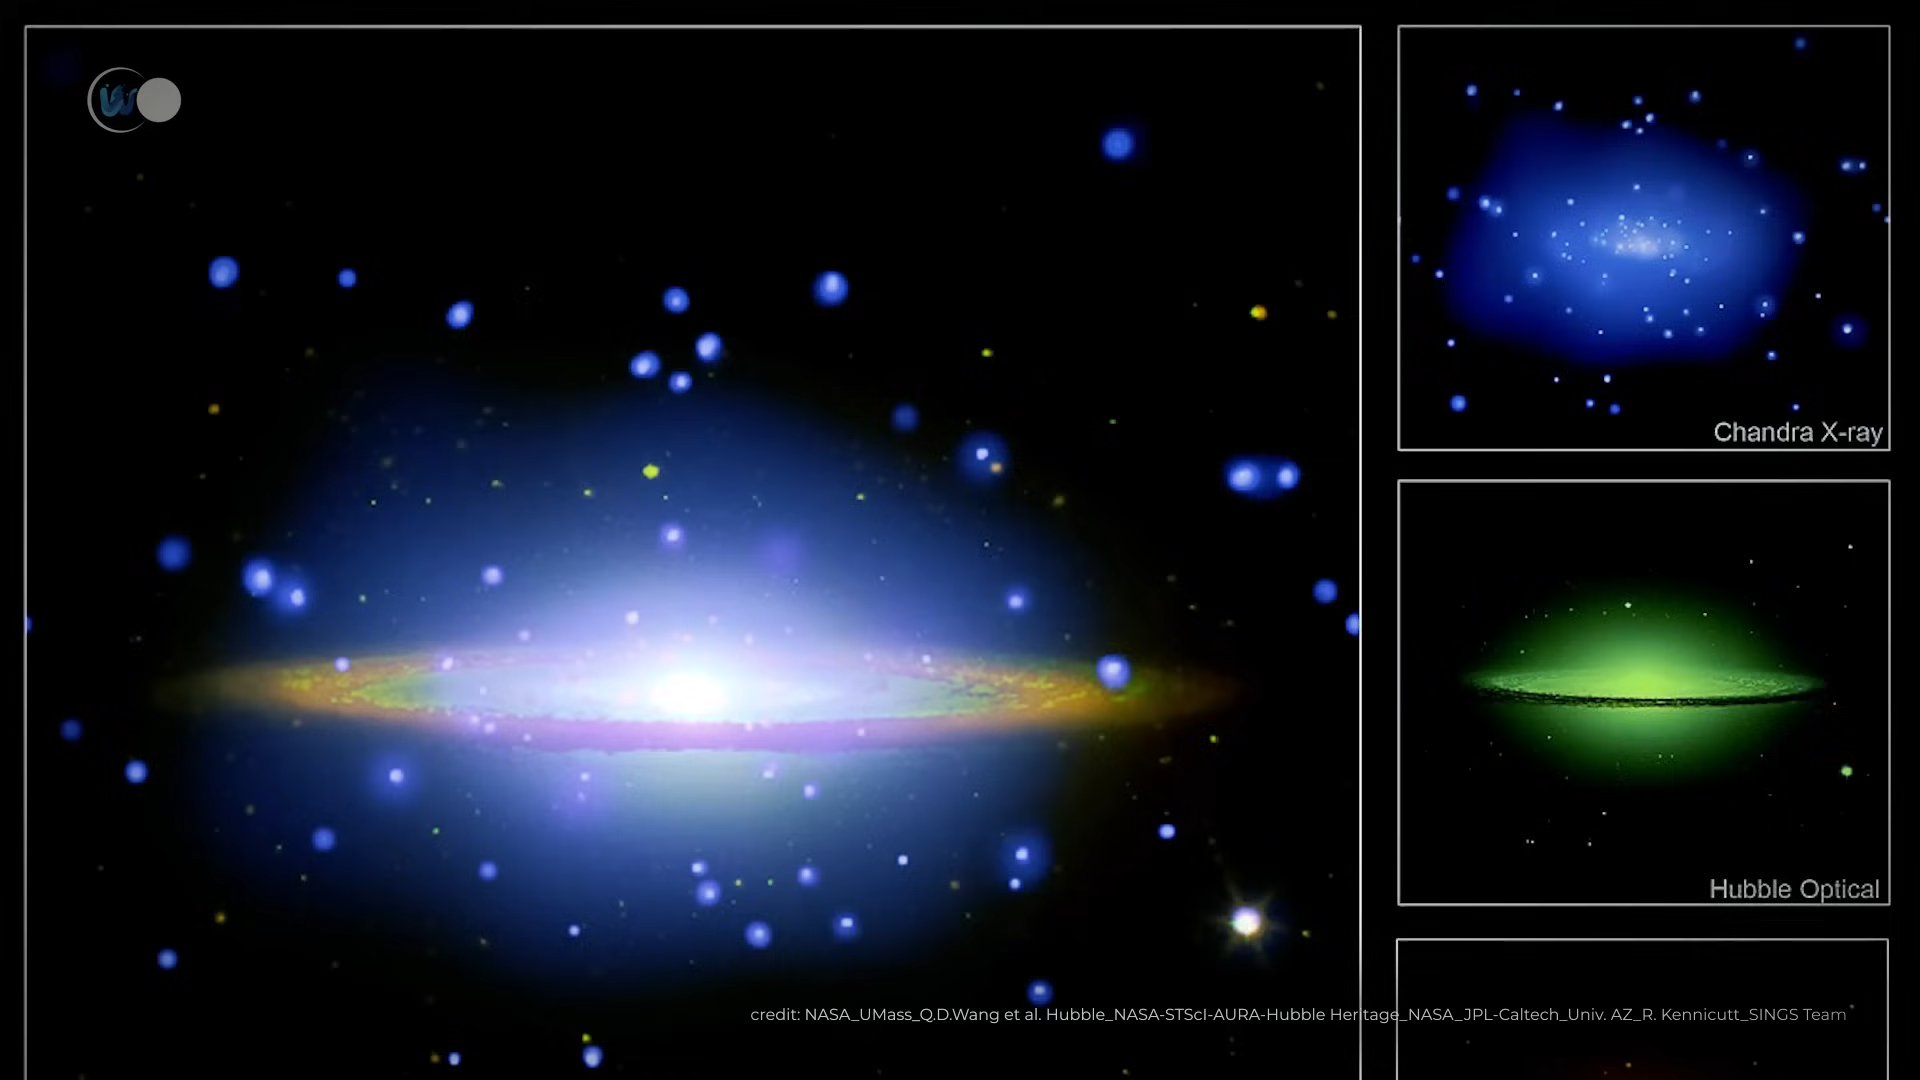 Chandra X-ray
Hubble Optical
credit: NASA_UMass_Q.D.Wang et al. Hubble_NASA-STScI-AURA-Hubble Heritage_NASA_JPL-Caltech_Univ. AZ_R. Kennicutt_SINGS Team